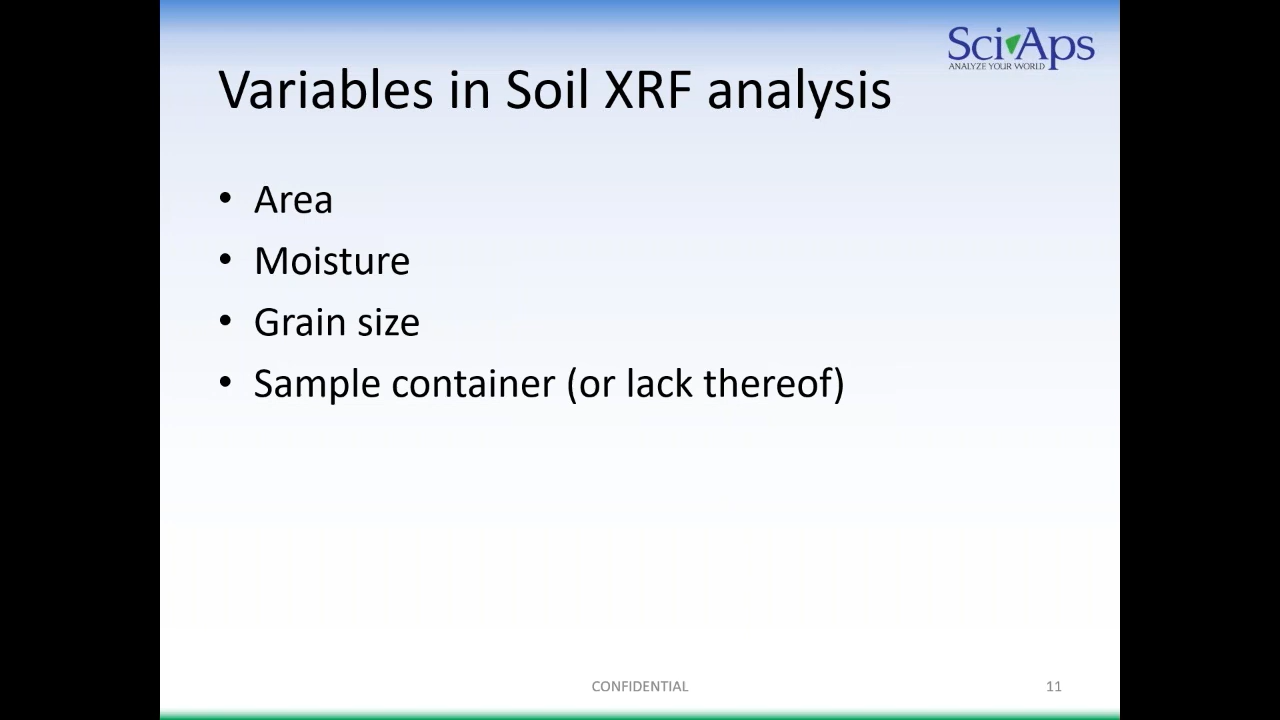 SciAps
ANALYZE YOUR WORLD
Variables in Soil XRF analysis
• Area
• Moisture
• Grain size
• Sample container (or lack thereof)
CONFIDENTIAL
11